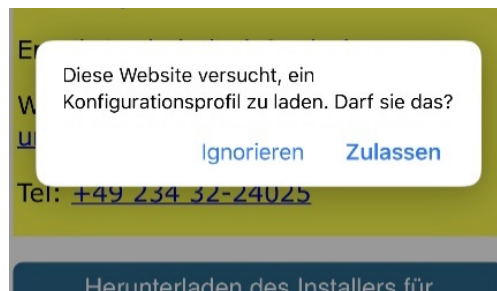 Diese Website versucht, ein
Konfigurationsprofil zu laden. Darf sie das?
Ignorieren
Zulassen
Tel: +49 234 32-24025
Herunterladen des Installers für